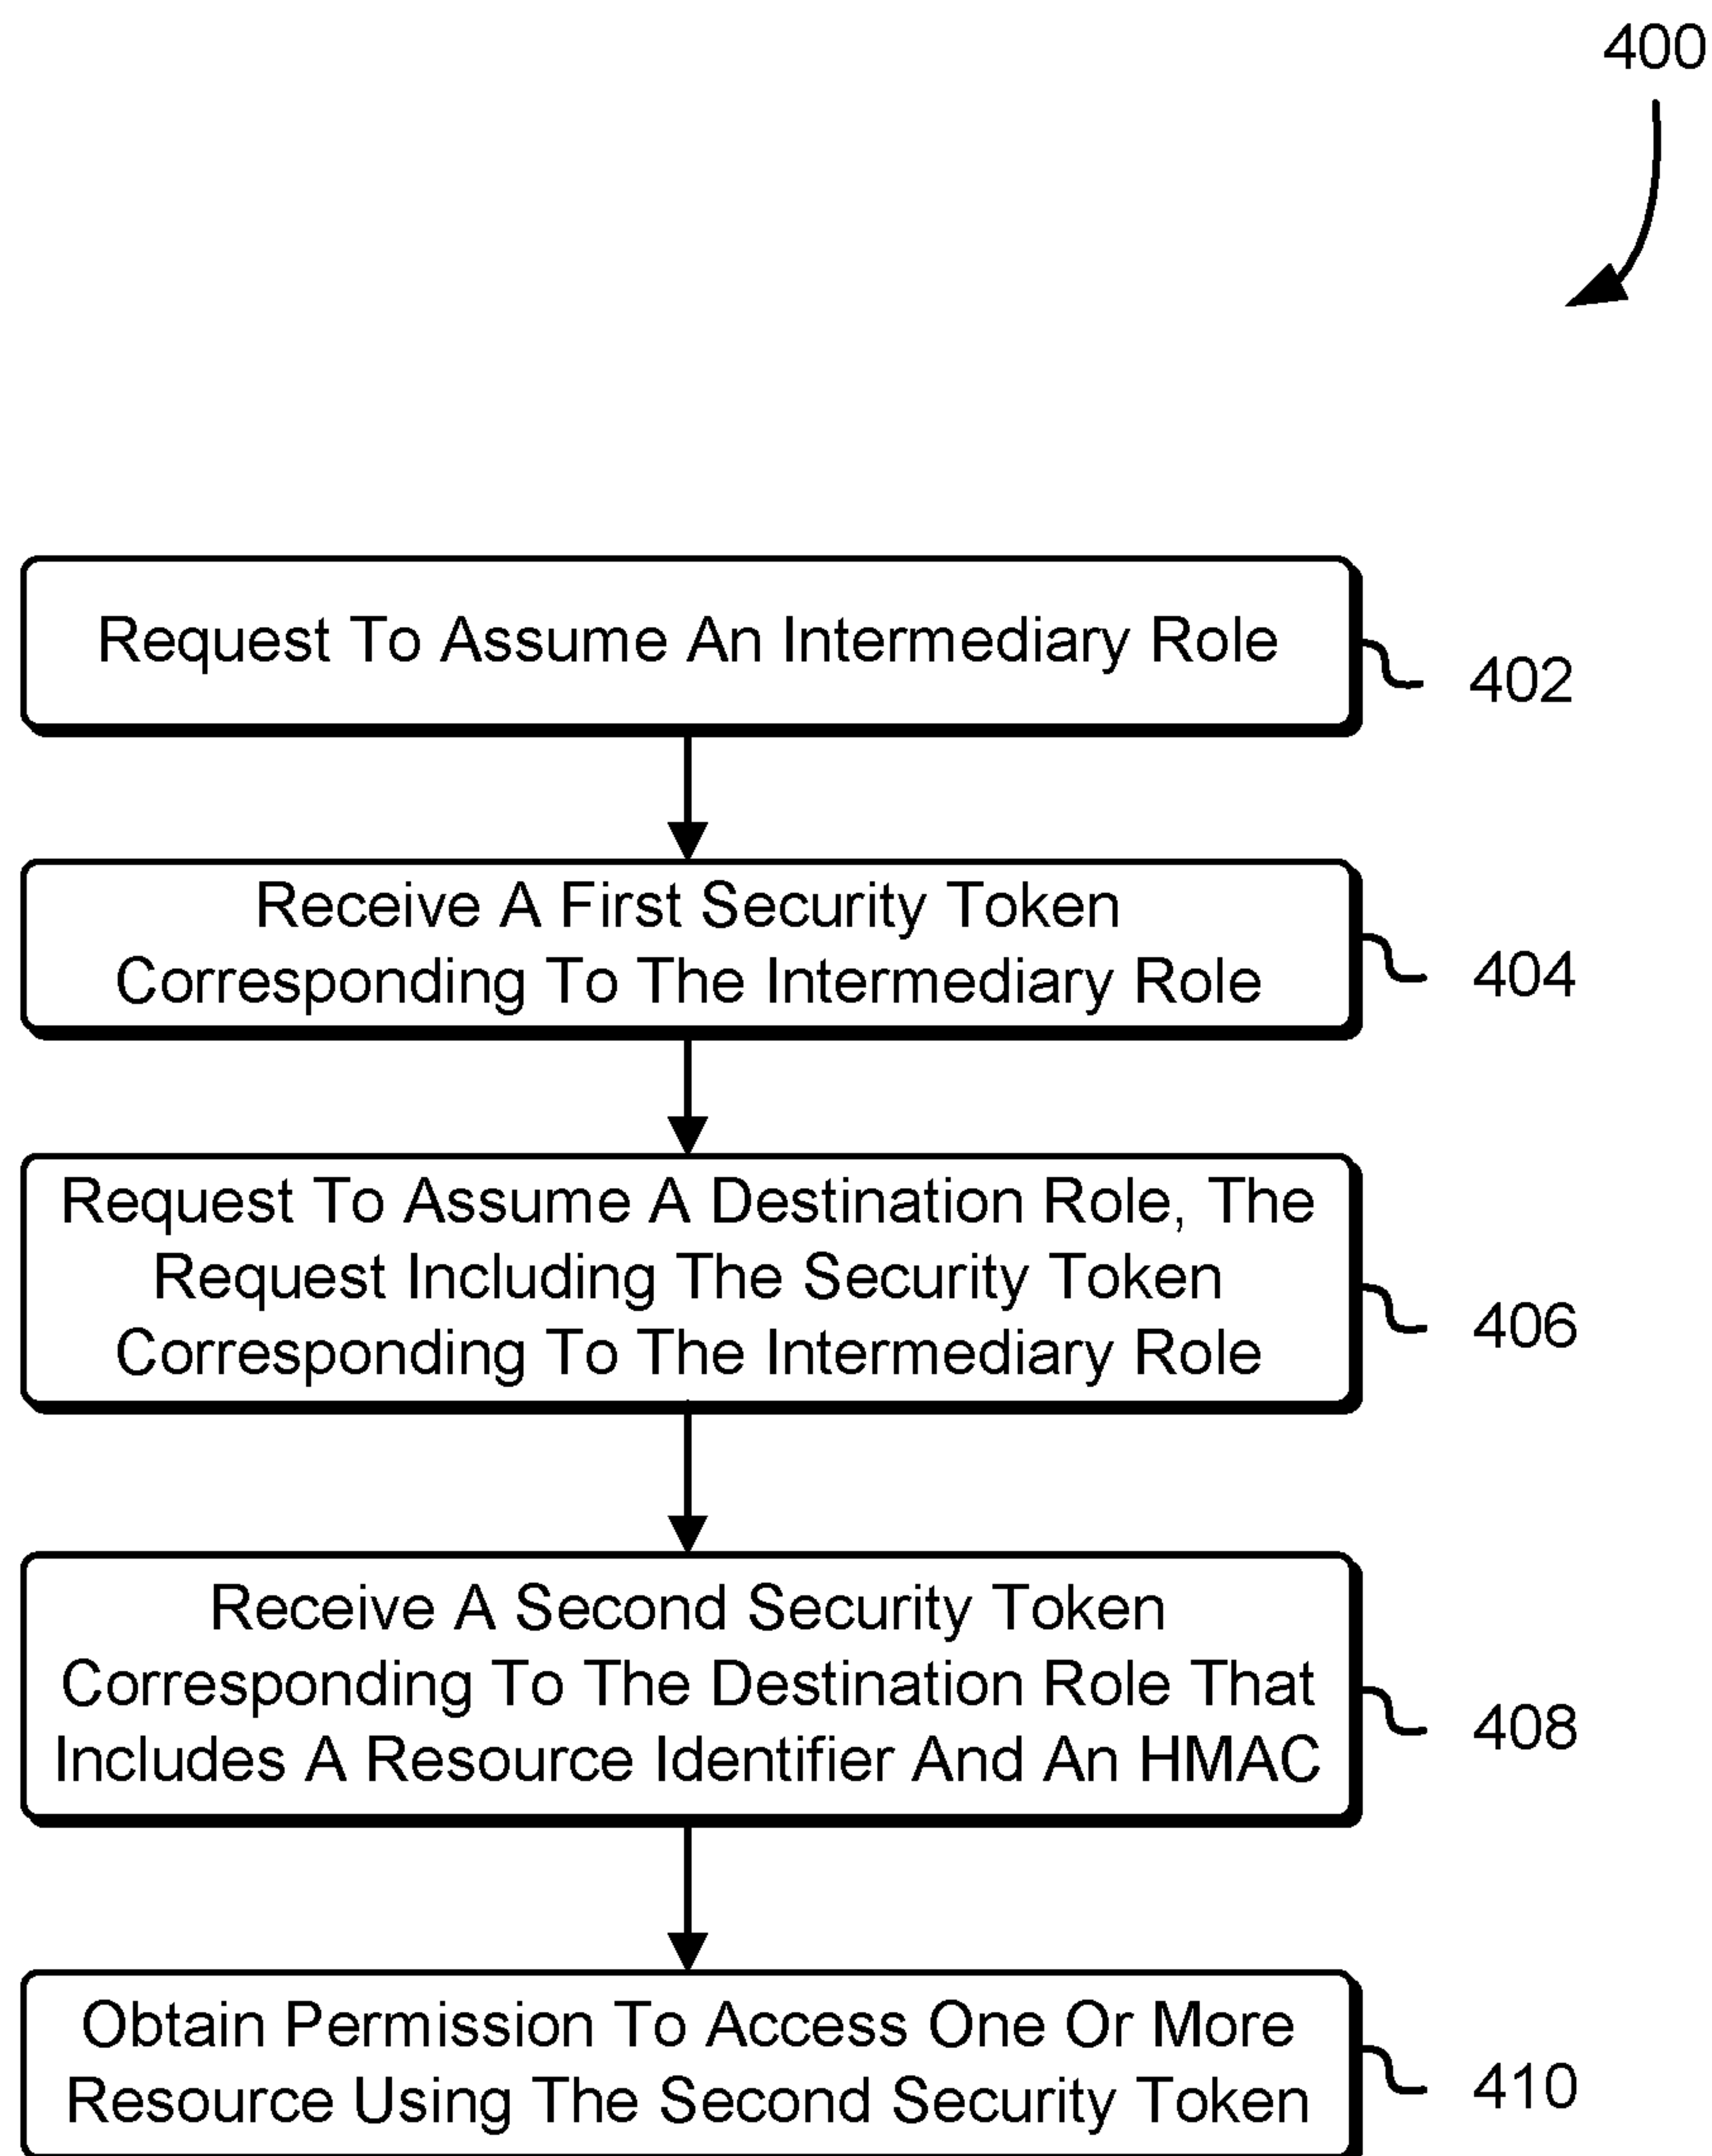 400
Request To Assume An Intermediary Role
402
Receive A First Security Token
Corresponding To The Intermediary Role
404
Request To Assume A Destination Role, The
Request Including The Security Token
Corresponding To The Intermediary Role
406
Receive A Second Security Token
Corresponding To The Destination Role That
Includes A Resource Identifier And An HMAC
408
Obtain Permission To Access One Or More
Resource Using The Second Security Token
410